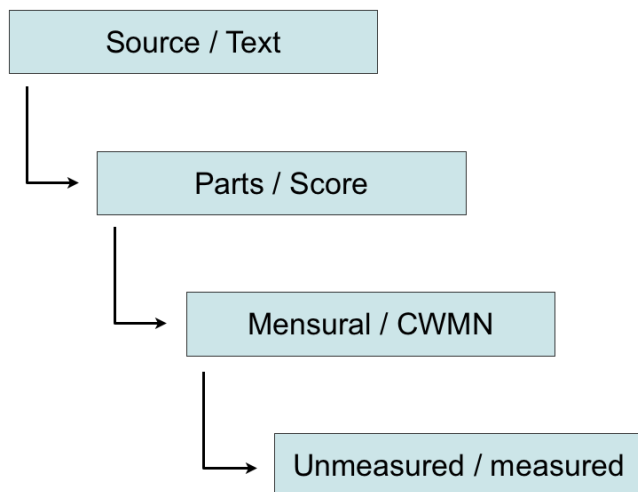 Source / Text
Parts / Score
Mensural / CWMN
Unmeasured / measured